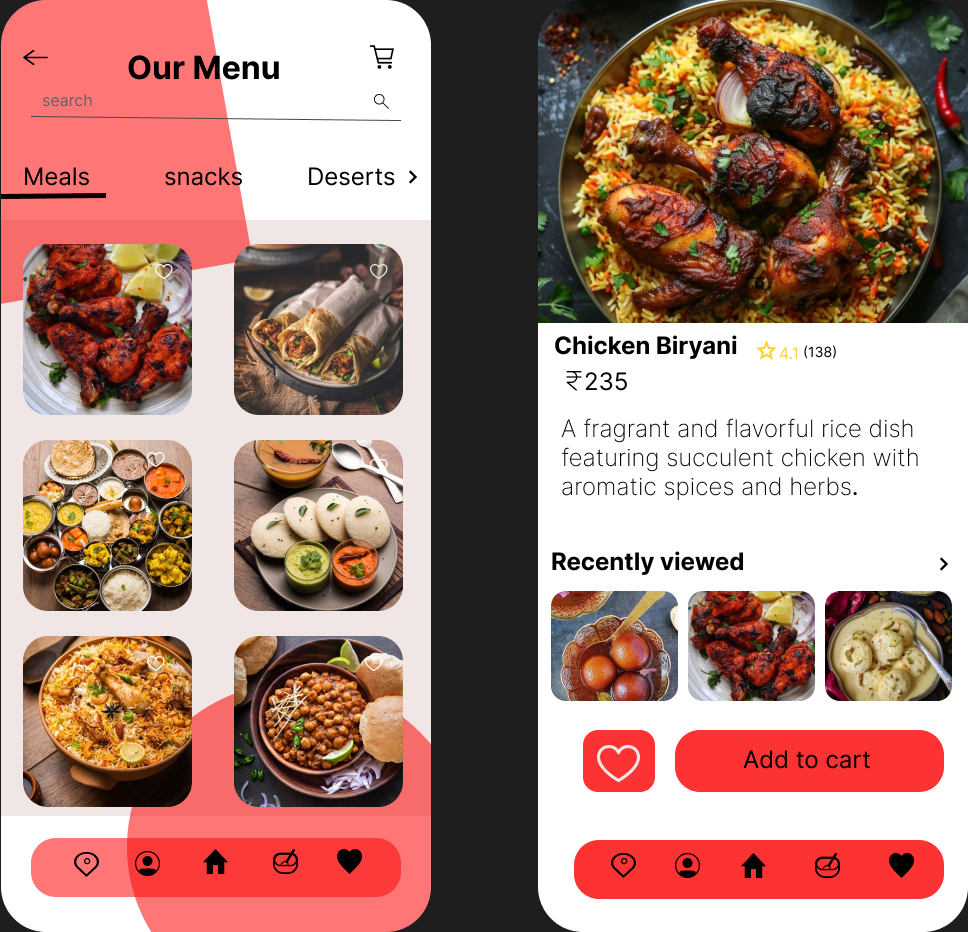 Our Menu
search
Meals snacks Deserts
Chicken Biryani 4.1 (138)
₹235
A fragrant and flavorful rice dish
featuring succulent chicken with
aromatic spices and herbs.
Recently viewed
Add to cart